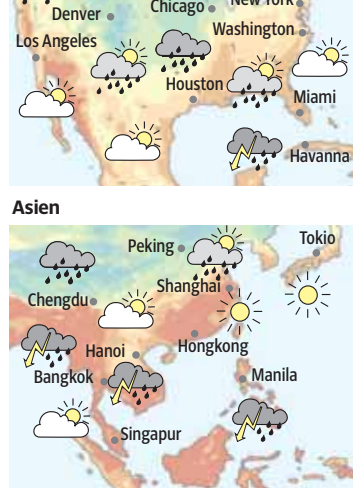 Chicago
New York
Denver
Washington
Los Angeles
Houston
Miami
Havanna
Asien
Peking
Tokio
Shanghai
Chengdu
Hongkong
Hanoi
Bangkok
Manila
Singapur